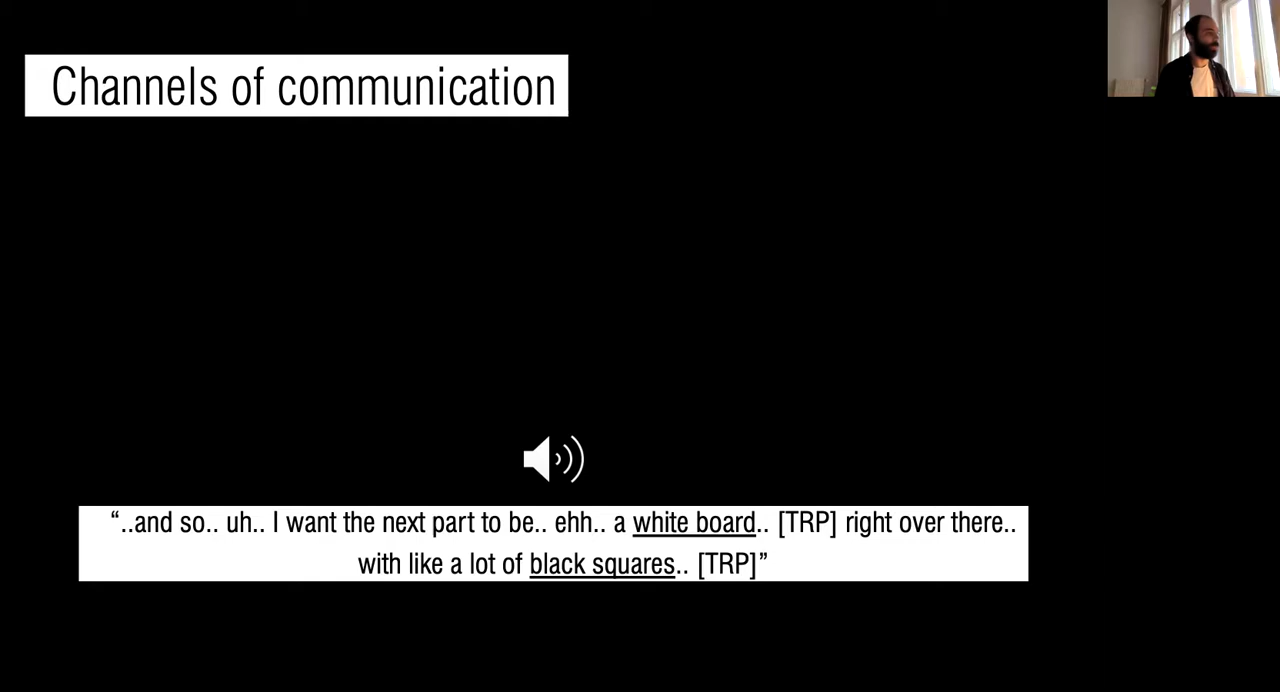 Channels of communication
“..and so.. uh.. I want the next part to be.. ehh.. a white board.. [TRP] right over there..
with like a lot of black squares.. [TRP]”